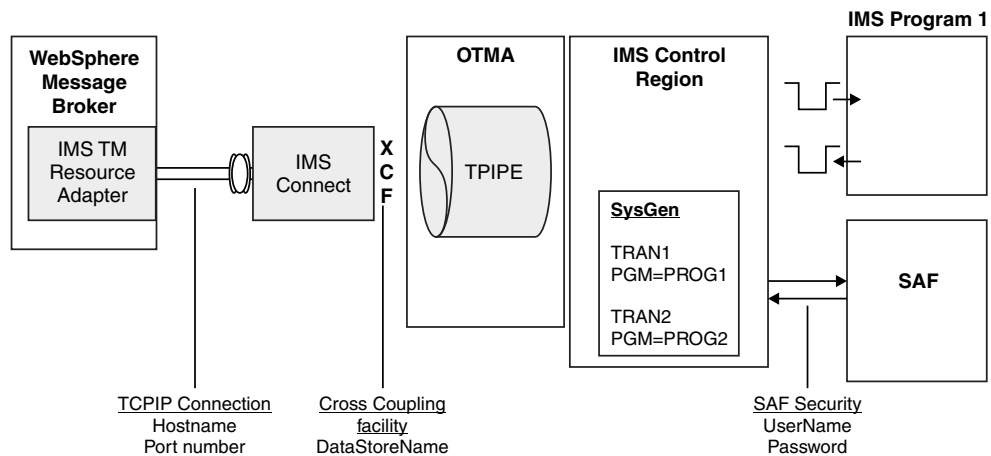 WebSphere
Message
Broker
IMS TM
Resource
Adapter
IMS
Connect
X
C
F
OTMA
TPIPE
IMS Control
Region
SysGen
TRAN1
PGM=PROG1
TRAN2
PGM=PROG2
IMS Program 1
SAF
TCPIP Connection
Hostname
Port number
Cross Coupling
facility
DataStoreName
SAF Security
UserName
Password